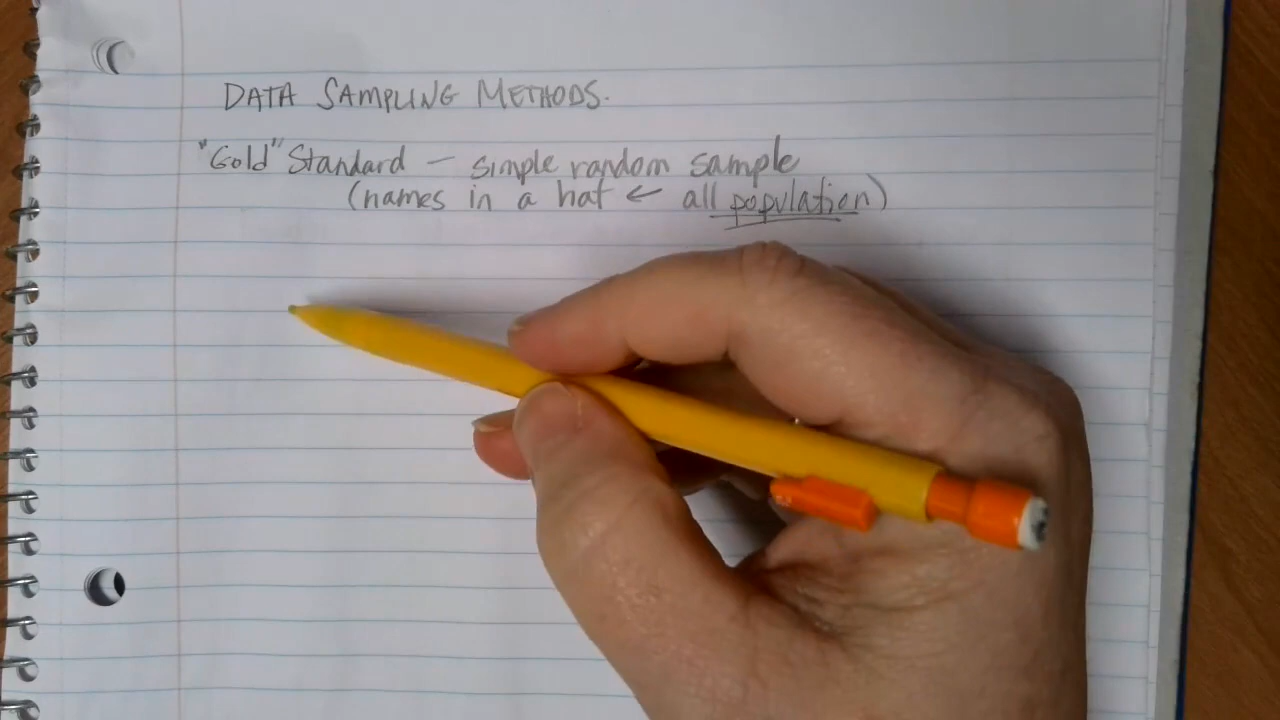 DATA SAMPLING METHODS.
"Gold" Standard – simple random sample
(names in a hat ← all population)